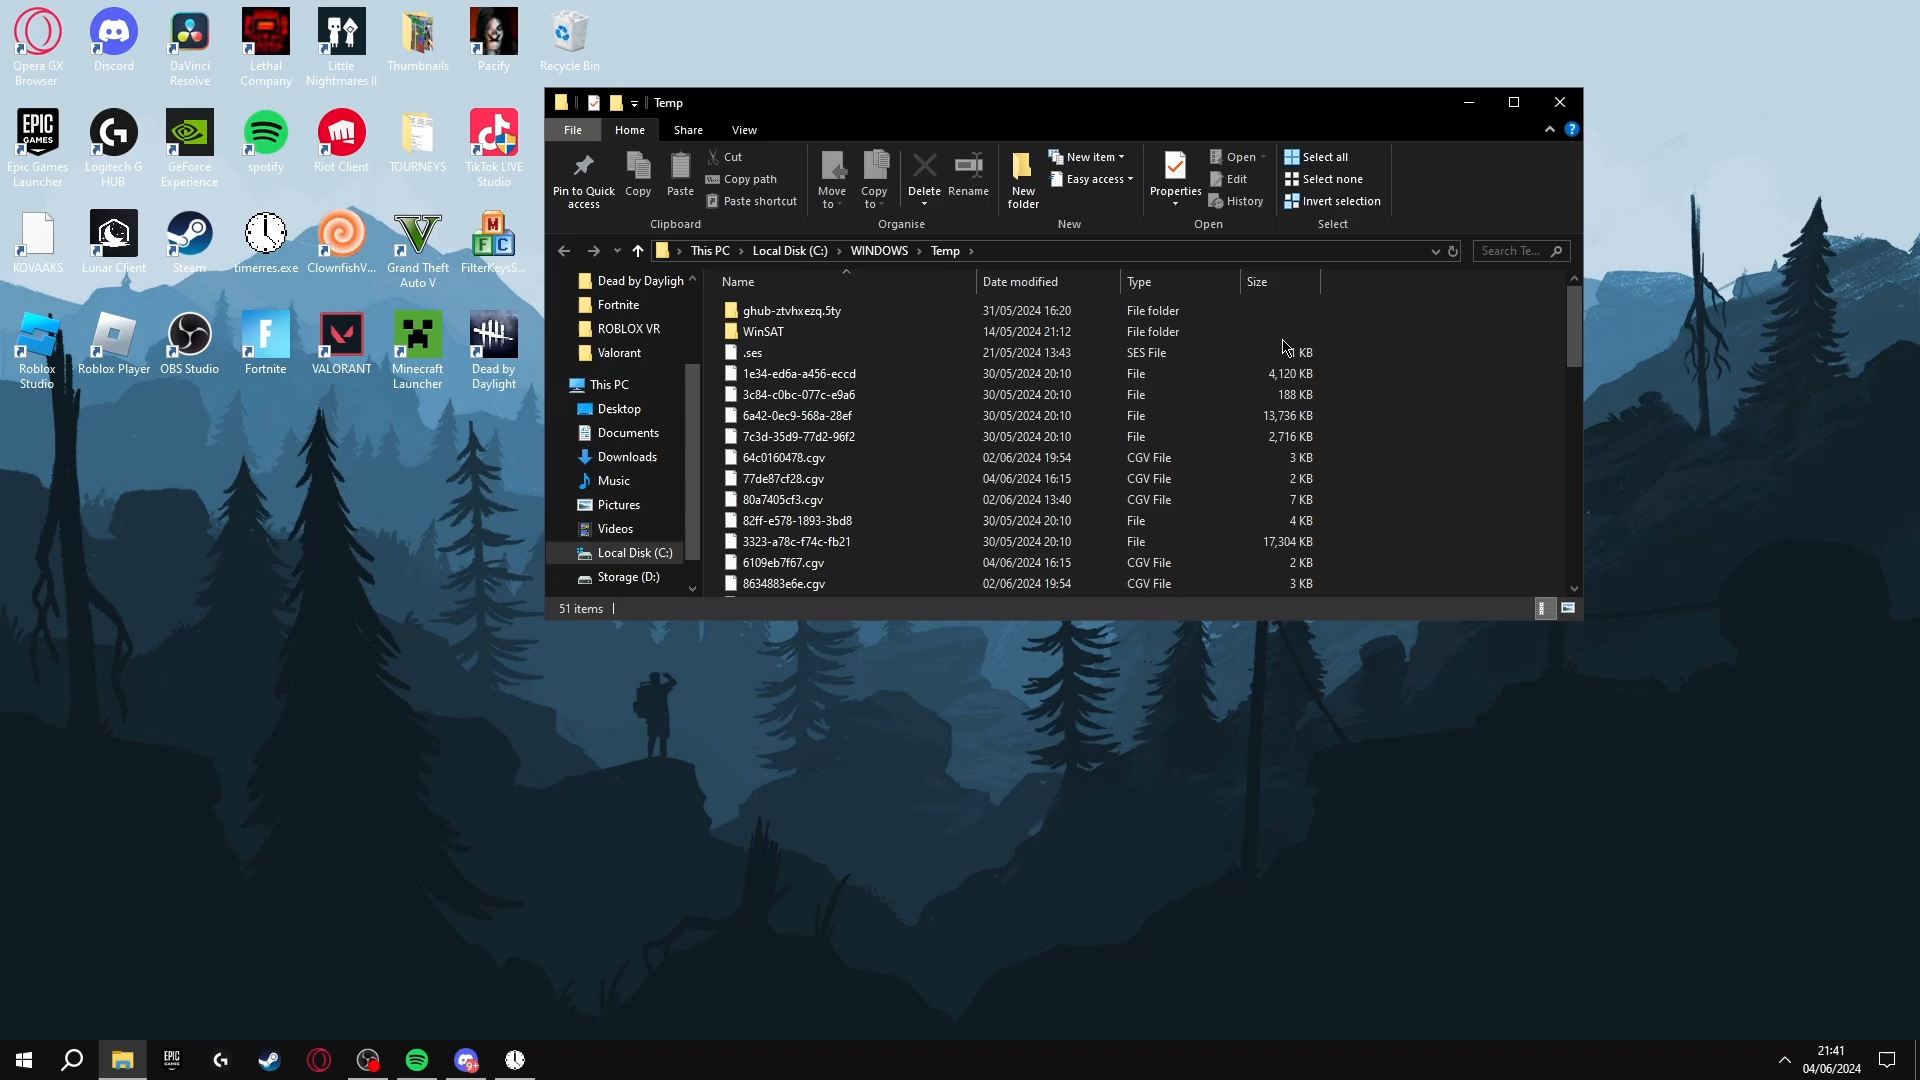 Opera GX
Browser
Discord
DaVinci
Resolve
Lethal
Company
Little
Nightmares II
Thumbnails
Pacify
Recycle Bin
EPIC
GAMES
Epic Games
Launcher
Logitech G
HUB
GeForce
Experience
spotify
Riot Client
TOURNEYS
TikTok LIVE
Studio
KOVAAKS
Lunar Client
Steam
timerres.exe
ClownfishV...
Grand Theft
Auto V
M
F C
FilterKeysS...
Roblox
Studio
Roblox Player
OBS Studio
Fortnite
VALORANT
Minecraft
Launcher
Dead by
Daylight
Temp
File
Home
Share
View
Pin to Quick
access
Copy
Paste
Cut
Copy path
Paste shortcut
Clipboard
Move
to
Copy
to
Delete
Rename
Organise
New
folder
New item
Easy access
New
Properties
Open
Edit
History
Open
Select all
Select none
Invert selection
Select
This PC › Local Disk (C:) › WINDOWS › Temp ›
Search Te...
Dead by Dayligh
Fortnite
ROBLOX VR
Valorant
This PC
Desktop
Documents
Downloads
Music
Pictures
Videos
Local Disk (C:)
Storage (D:)
Name Date modified Type Size
ghub-ztvhxezq.5ty 31/05/2024 16:20 File folder
WinSAT 14/05/2024 21:12 File folder
.ses 21/05/2024 13:43 SES File 1 KB
1e34-ed6a-a456-eccd 30/05/2024 20:10 File 4,120 KB
3c84-c0bc-077c-e9a6 30/05/2024 20:10 File 188 KB
6a42-0ec9-568a-28ef 30/05/2024 20:10 File 13,736 KB
7c3d-35d9-77d2-96f2 30/05/2024 20:10 File 2,716 KB
64c0160478.cgv 02/06/2024 19:54 CGV File 3 KB
77de87cf28.cgv 04/06/2024 16:15 CGV File 2 KB
80a7405cf3.cgv 02/06/2024 13:40 CGV File 7 KB
82ff-e578-1893-3bd8 30/05/2024 20:10 File 4 KB
3323-a78c-f74c-fb21 30/05/2024 20:10 File 17,304 KB
6109eb7f67.cgv 04/06/2024 16:15 CGV File 2 KB
8634883e6e.cgv 02/06/2024 19:54 CGV File 3 KB
51 items
EPIC
GAMES
9+
21:41
04/06/2024